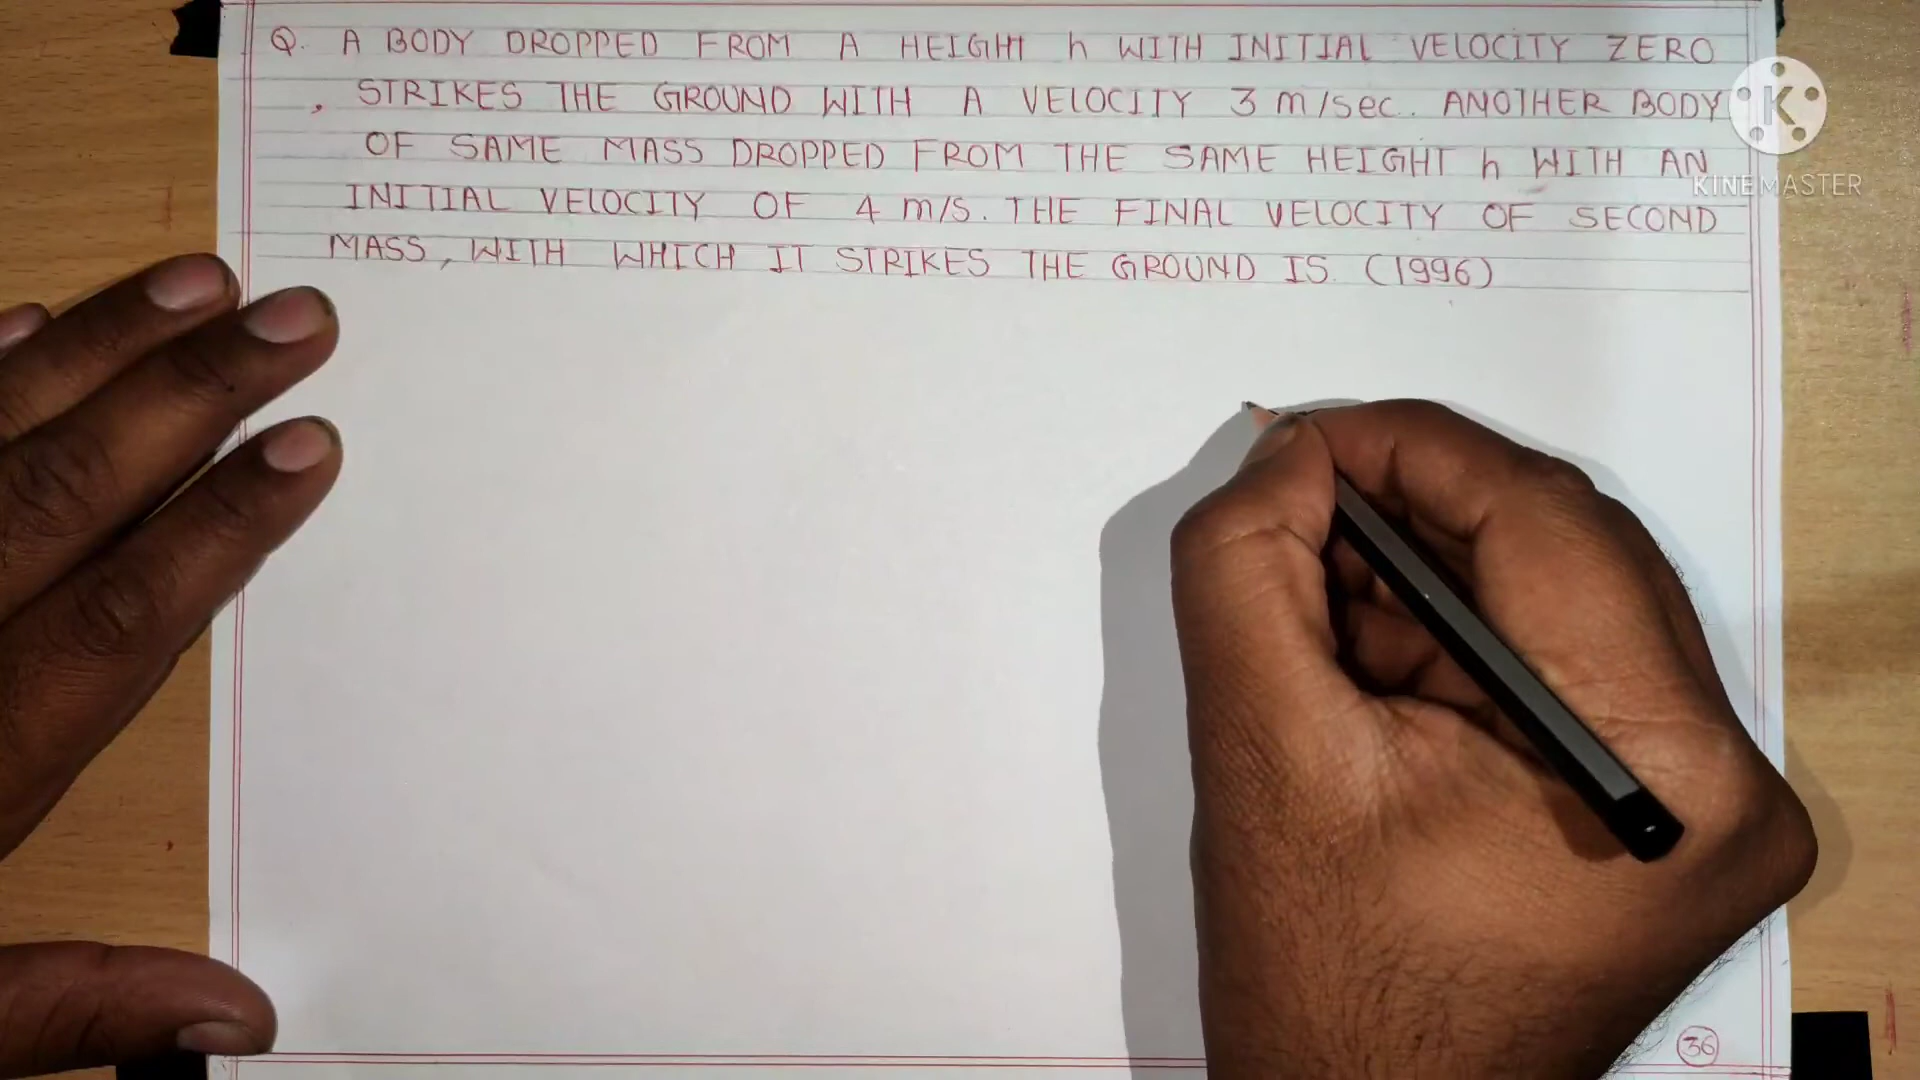 Q. A BODY DROPPED FROM A HEIGHT h WITH INITIAL VELOCITY ZERO
, STRIKES THE GROUND WITH A VELOCITY 3 m/sec. ANOTHER BODY
OF SAME MASS DROPPED FROM THE SAME HEIGHT h WITH AN
INITIAL VELOCITY OF 4 m/s. THE FINAL VELOCITY OF SECOND
MASS, WITH WHICH IT STRIKES THE GROUND IS. (1996)
K
KINEMASTER
36